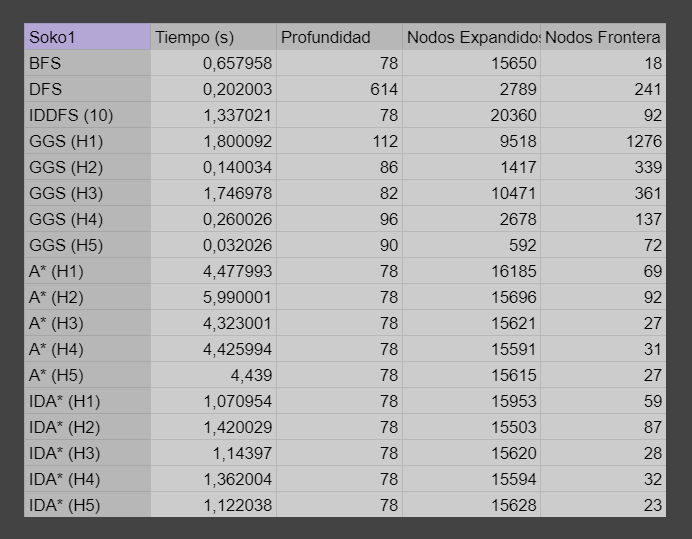 Soko1 Tiempo (s) Profundidad Nodos Expandidos Nodos Frontera
BFS 0,657958 78 15650 18
DFS 0,202003 614 2789 241
IDDFS (10) 1,337021 78 20360 92
GGS (H1) 1,800092 112 9518 1276
GGS (H2) 0,140034 86 1417 339
GGS (H3) 1,746978 82 10471 361
GGS (H4) 0,260026 96 2678 137
GGS (H5) 0,032026 90 592 72
A* (H1) 4,477993 78 16185 69
A* (H2) 5,990001 78 15696 92
A* (H3) 4,323001 78 15621 27
A* (H4) 4,425994 78 15591 31
A* (H5) 4,439 78 15615 27
IDA* (H1) 1,070954 78 15953 59
IDA* (H2) 1,420029 78 15503 87
IDA* (H3) 1,14397 78 15620 28
IDA* (H4) 1,362004 78 15594 32
IDA* (H5) 1,122038 78 15628 23